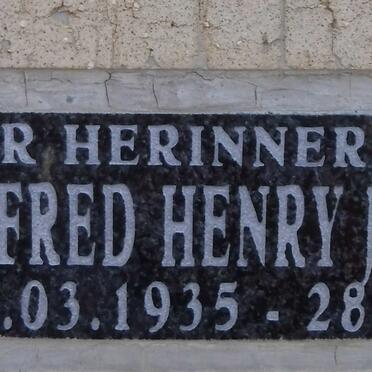 R HERINNER
FRED HENRY J
.03.1935 - 28